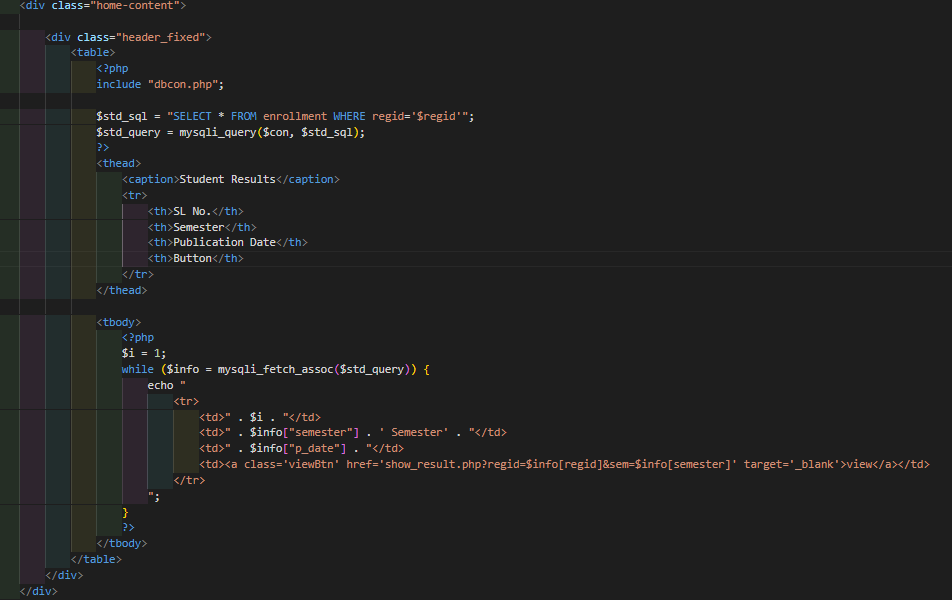 <div class="home-content">
<div class="header_fixed">
<table>
<?php
include "dbcon.php";
$std_sql = "SELECT * FROM enrollment WHERE regid='$regid'";
$std_query = mysqli_query($con, $std_sql);
?>
<thead>
<caption>Student Results</caption>
<tr>
<th>SL No.</th>
<th>Semester</th>
<th>Publication Date</th>
<th>Button</th>
</tr>
</thead>
<tbody>
<?php
$i = 1;
while ($info = mysqli_fetch_assoc($std_query)) {
echo "
<tr>
<td>" . $i . "</td>
<td>" . $info["semester"] . ' Semester' . "</td>
<td>" . $info["p_date"] . "</td>
<td><a class='viewBtn' href='show_result.php?regid=$info[regid]&sem=$info[semester]' target='_blank'>view</a></td>
</tr>
";
}
?>
</tbody>
</table>
</div>
</div>